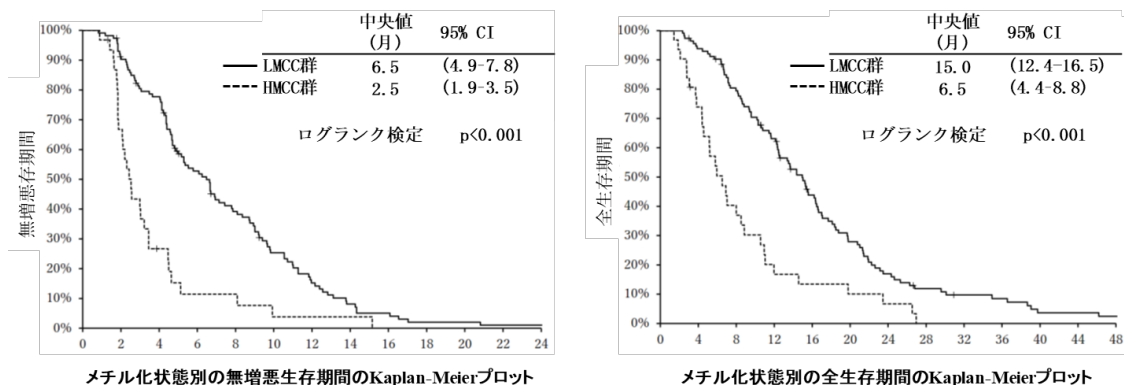 中央値
(月)
95% CI
LMCC群 6.5 (4.9-7.8)
HMCC群 2.5 (1.9-3.5)
ログランク検定 p<0.001
無増悪存期間
100%
90%
80%
70%
60%
50%
40%
30%
20%
10%
0%
0 2 4 6 8 10 12 14 16 18 20 22 24
メチル化状態別の無増悪生存期間のKaplan-Meierプロット
中央値
(月)
95% CI
LMCC群 15.0 (12.4-16.5)
HMCC群 6.5 (4.4-8.8)
ログランク検定 p<0.001
全生存期間
100%
90%
80%
70%
60%
50%
40%
30%
20%
10%
0%
0 4 8 12 16 20 24 28 32 36 40 44 48
メチル化状態別の全生存期間のKaplan-Meierプロット